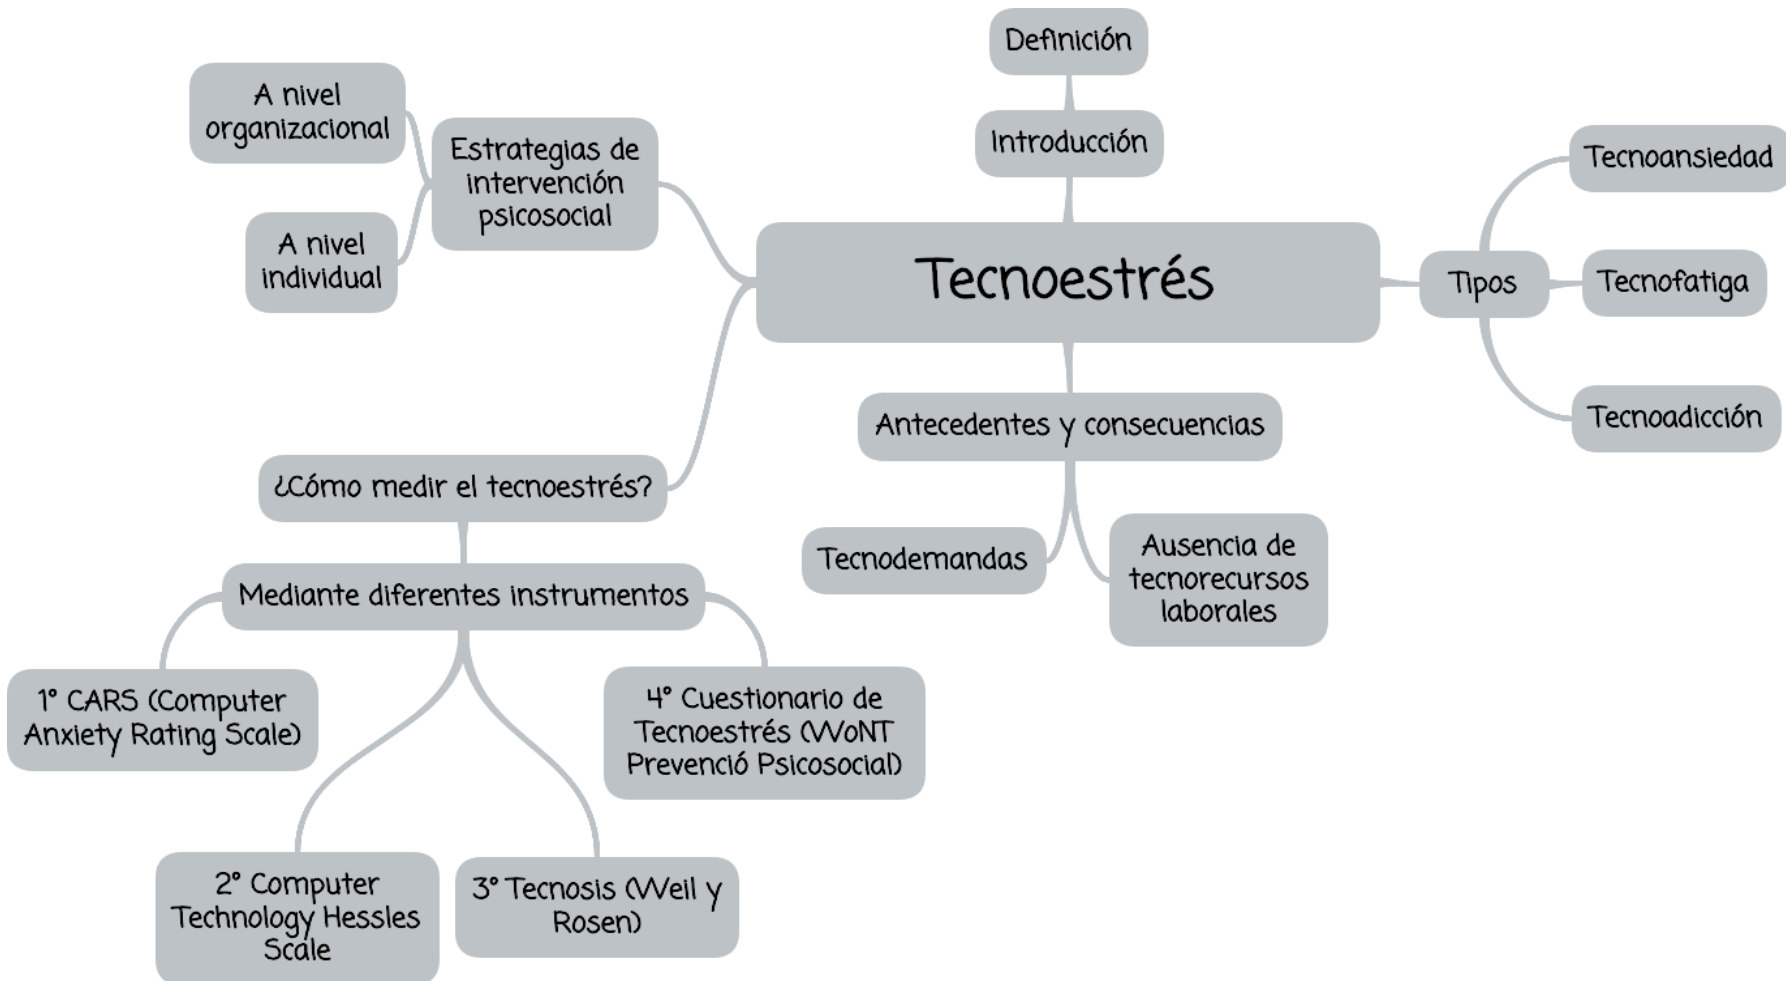 Definición
Introducción
Tecnoestrés
A nivel
organizacional
Estrategias de
intervención
psicosocial
A nivel
individual
Tipos
Tecnoansiedad
Tecnofatiga
Tecnoadicción
Antecedentes y consecuencias
Tecnodemandas
Ausencia de
tecnorecursos
laborales
¿Cómo medir el tecnoestrés?
Mediante diferentes instrumentos
1° CARS (Computer
Anxiety Rating Scale)
2° Computer
Technology Hessles
Scale
3° Tecnosis (Weil y
Rosen)
4° Cuestionario de
Tecnoestrés (WoNT
Prevenció Psicosocial)